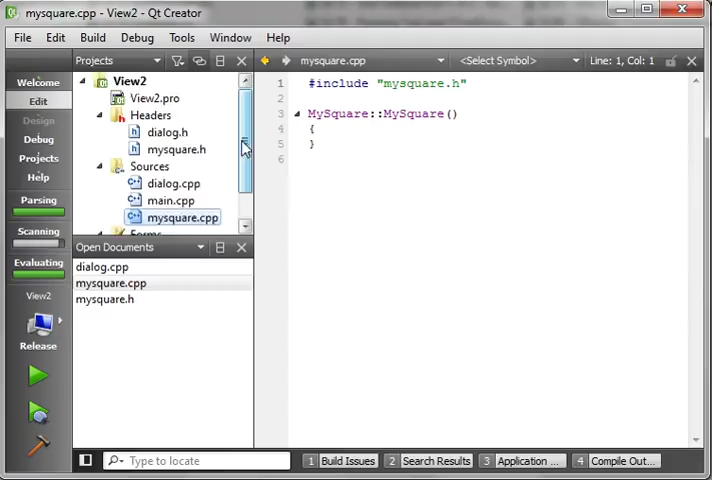 mysquare.cpp - View2 - Qt Creator
File Edit Build Debug Tools Window Help
Projects
mysquare.cpp
<Select Symbol>
Line: 1, Col: 1
Welcome
Edit
Design
Debug
Projects
Help
Parsing
Scanning
Evaluating
View2
Release
View2
View2.pro
Headers
dialog.h
mysquare.h
Sources
dialog.cpp
main.cpp
mysquare.cpp
Forms
Open Documents
dialog.cpp
mysquare.cpp
mysquare.h
1 #include "mysquare.h"
2
3 MySquare::MySquare()
4 {
5 }
6
Type to locate
1 Build Issues
2 Search Results
3 Application ...
4 Compile Out...